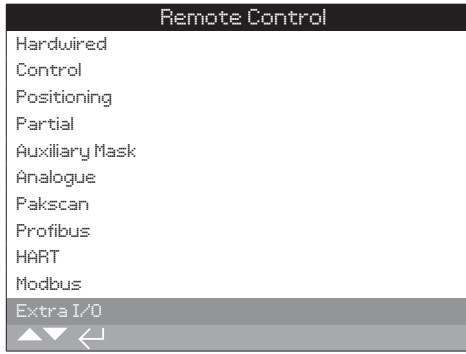 Remote Control
Hardwired
Control
Positioning
Partial
Auxiliary Mask
Analogue
Pakscan
Profibus
HART
Modbus
Extra I/O